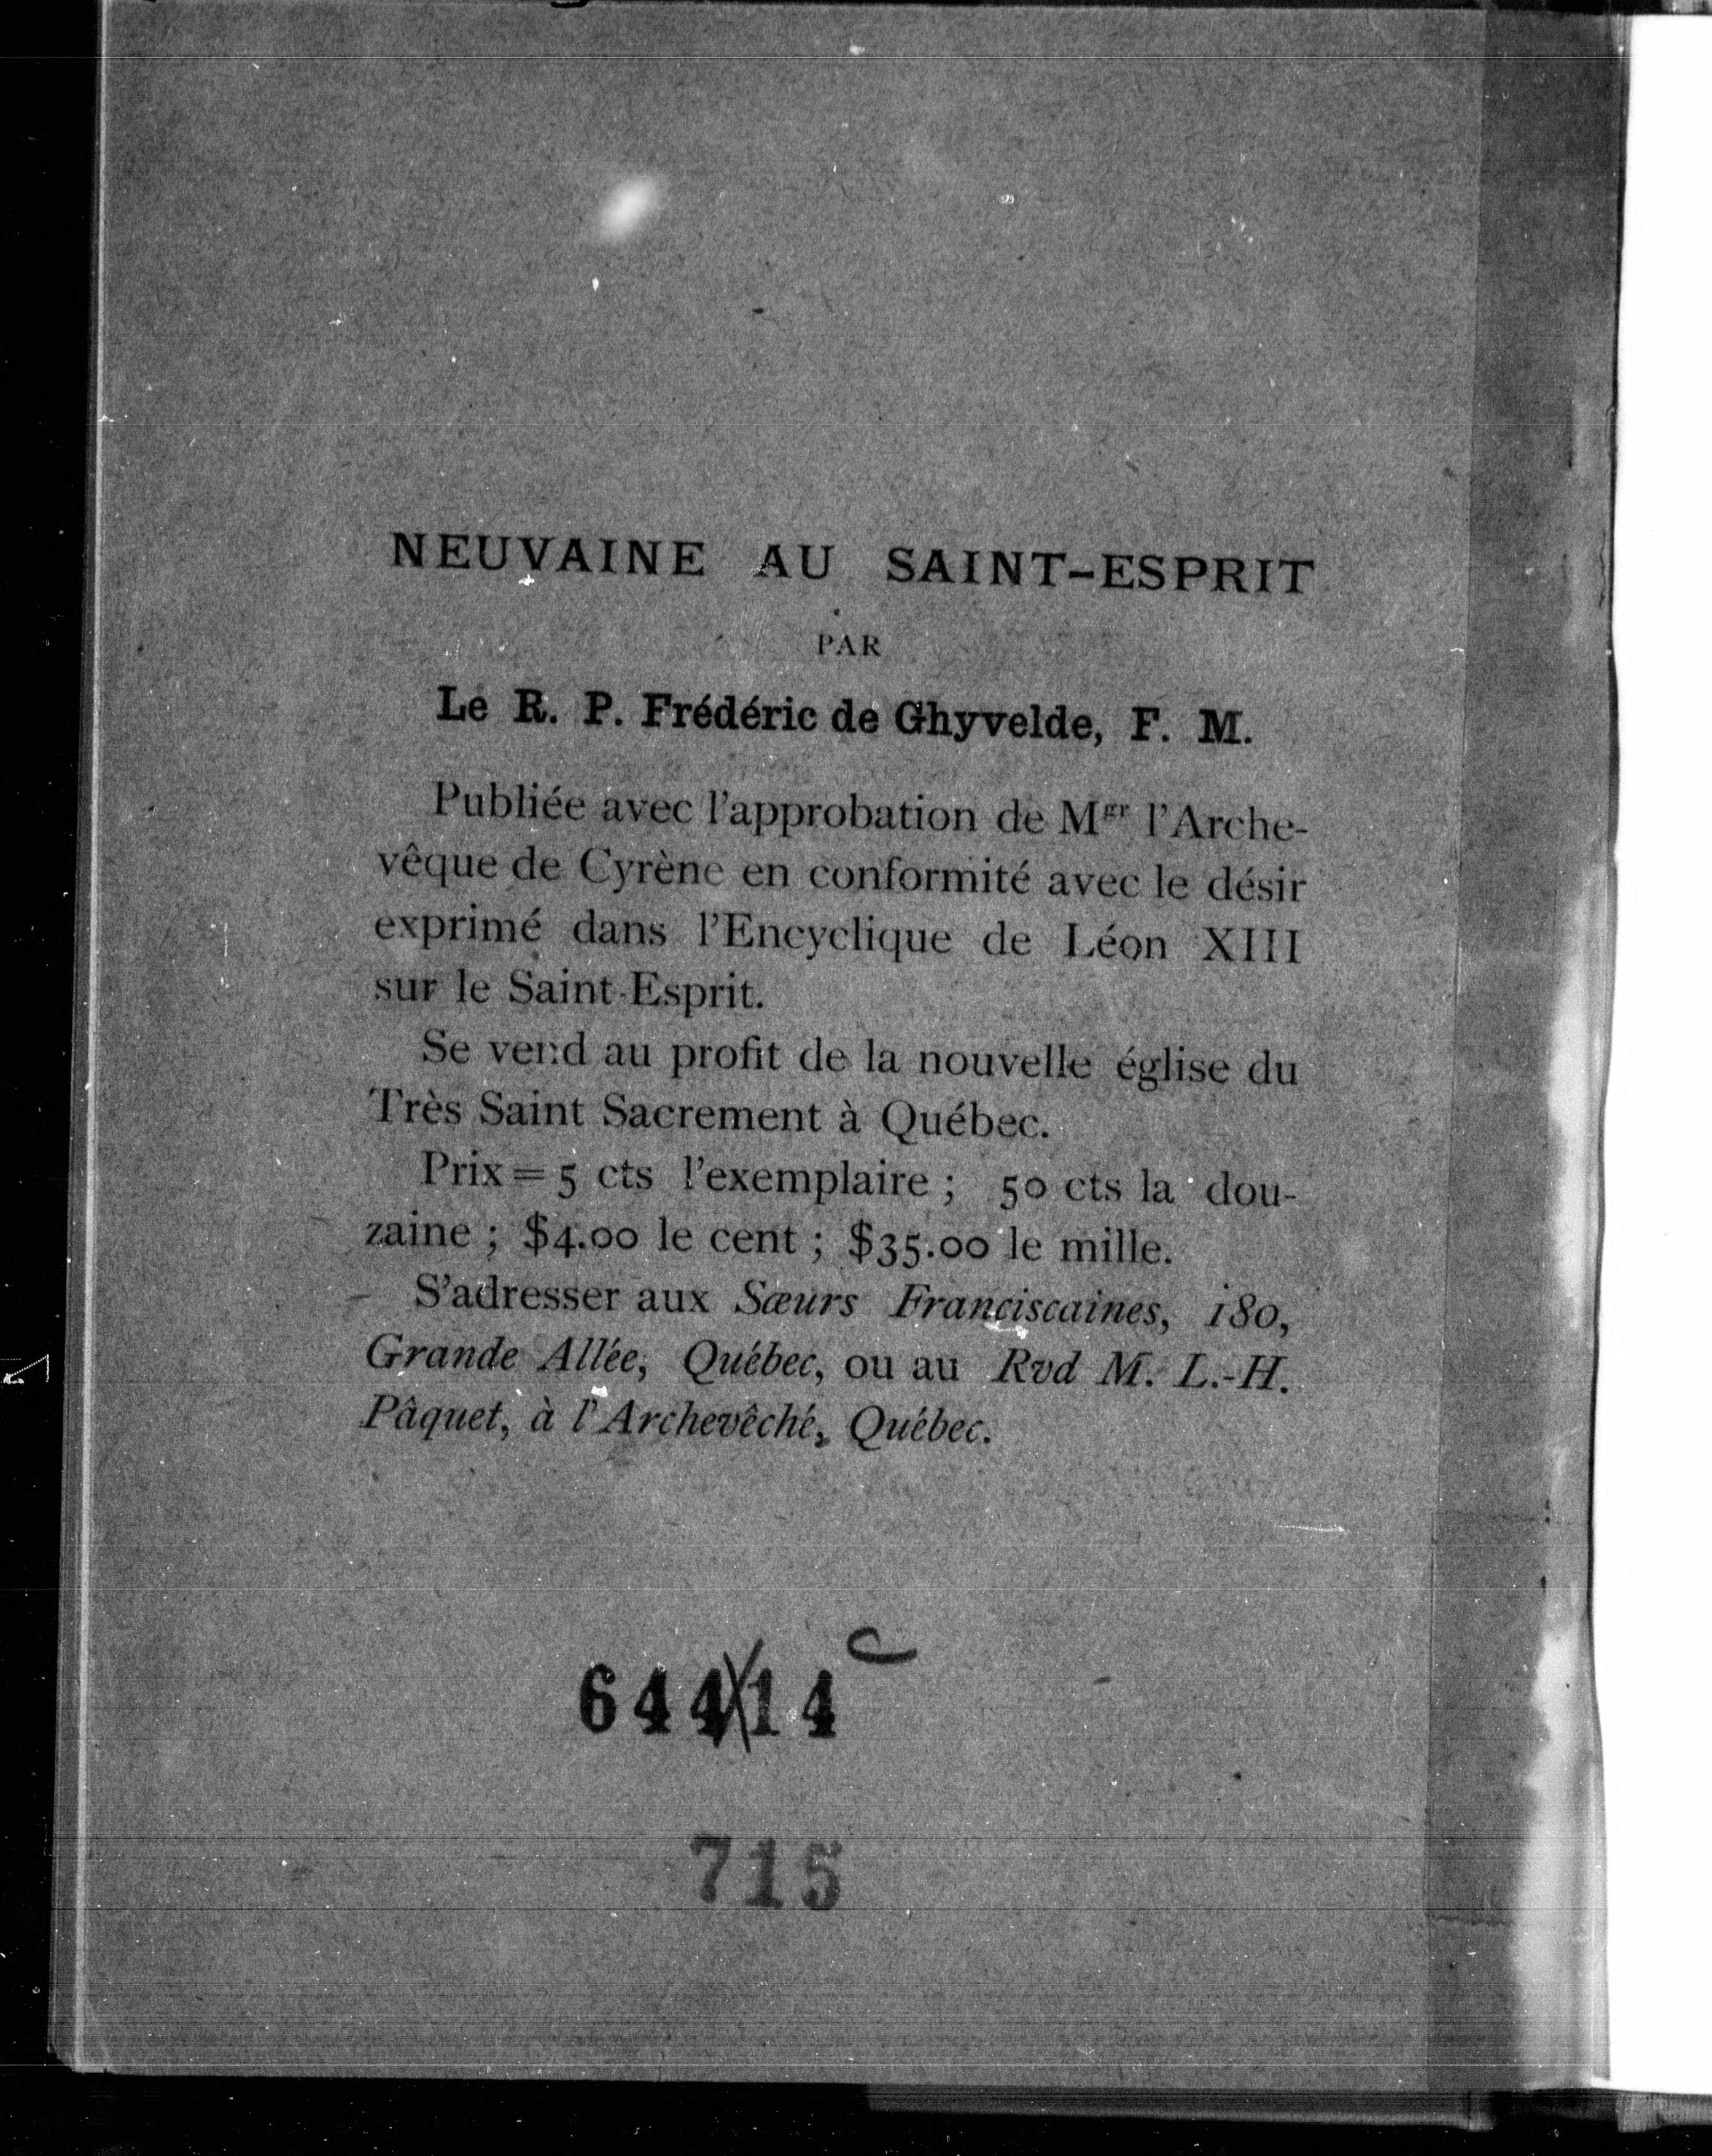 NEUVAINE AU SAINT-ESPRIT
PAR
Le R. P. Frédéric de Ghyvelde, F. M.
Publiée avec l'approbation de Mgr l'Arche-
vêque de Cyrène en conformité avec le désir
exprimé dans l'Encyclique de Léon XIII
sur le Saint-Esprit.
Se vend au profit de la nouvelle église du
Très Saint Sacrement à Québec.
Prix = 5 cts l'exemplaire ; 50 cts la dou-
zaine ; $4.00 le cent ; $35.00 le mille.
S'adresser aux Sœurs Franciscaines, 180,
Grande Allée, Québec, ou au Rvd M. L.-H.
Pâquet, à l'Archevêché, Québec.
644X14 C
715